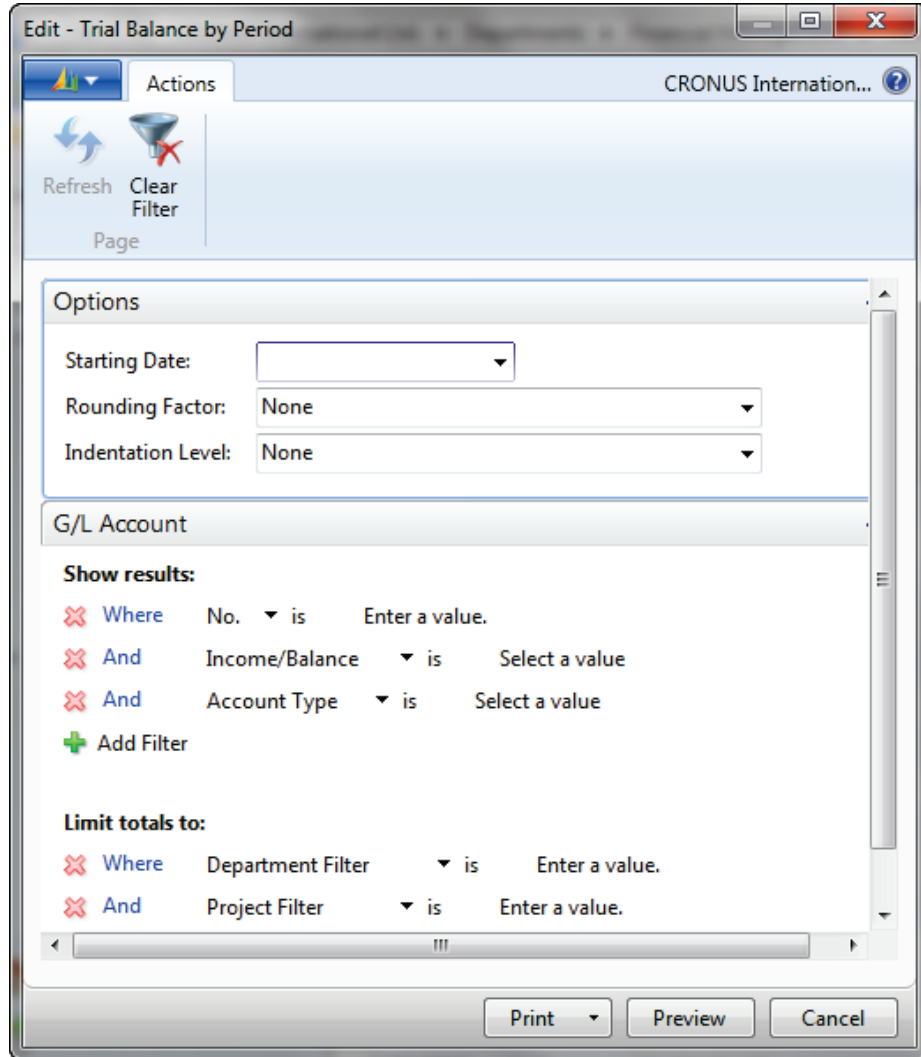 Edit - Trial Balance by Period
Actions
CRONUS Internation...
Refresh Clear Filter
Page
Options
Starting Date:
Rounding Factor: None
Indentation Level: None
G/L Account
Show results:
Where No. is Enter a value.
And Income/Balance is Select a value
And Account Type is Select a value
Add Filter
Limit totals to:
Where Department Filter is Enter a value.
And Project Filter is Enter a value.
Print Preview Cancel